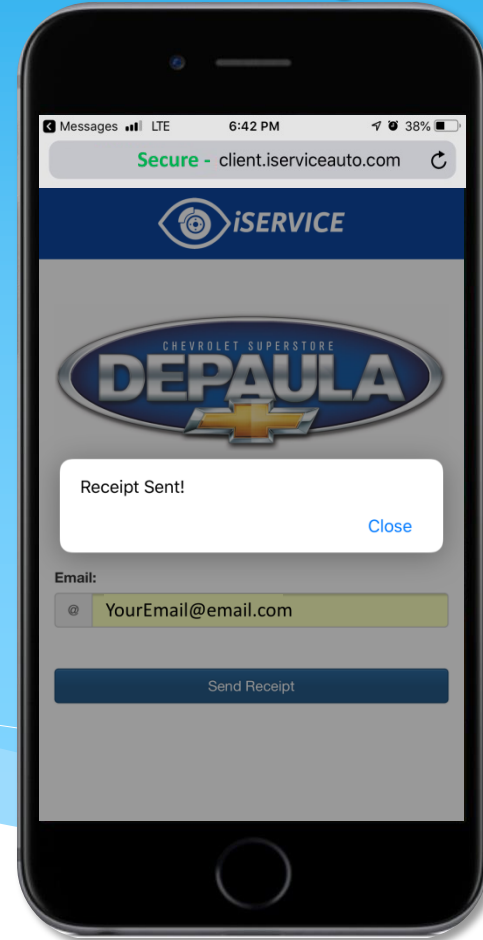 Messages LTE 6:42 PM 38%
Secure - client.iserviceauto.com
iSERVICE
CHEVROLET SUPERSTORE
DEPAULA
Receipt Sent!
Close
Email:
@ YourEmail@email.com
Send Receipt